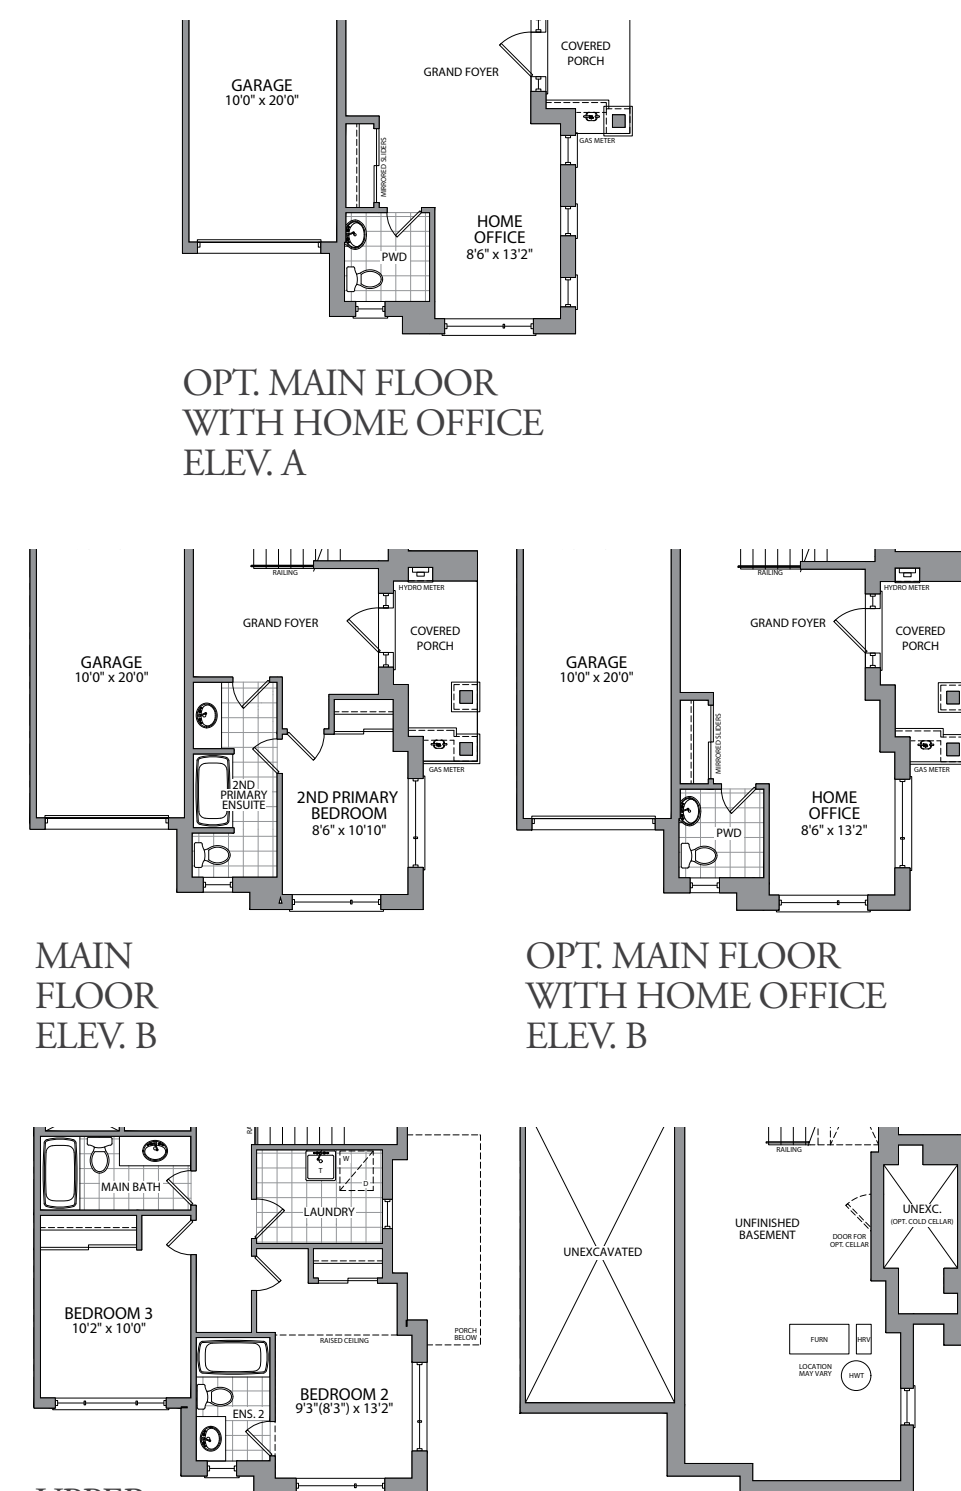 GARAGE
10'0" x 20'0"
GRAND FOYER
COVERED
PORCH
GAS METER
MIRRORED SLIDERS
HOME
OFFICE
8'6" x 13'2"
PWD
OPT. MAIN FLOOR
WITH HOME OFFICE
ELEV. A
RAILING
HYDRO METER
GRAND FOYER
COVERED
PORCH
GARAGE
10'0" x 20'0"
GAS METER
2ND
PRIMARY
ENSUITE
2ND PRIMARY
BEDROOM
8'6" x 10'10"
MAIN
FLOOR
ELEV. B
RAILING
HYDRO METER
GRAND FOYER
COVERED
PORCH
GARAGE
10'0" x 20'0"
MIRRORED SLIDERS
GAS METER
HOME
OFFICE
8'6" x 13'2"
PWD
OPT. MAIN FLOOR
WITH HOME OFFICE
ELEV. B
MAIN BATH
W
T
D
LAUNDRY
BEDROOM 3
10'2" x 10'0"
PORCH
BELOW
RAISED CEILING
BEDROOM 2
9'3"(8'3") x 13'2"
ENS. 2
UPPER
RAILING
UNFINISHED
BASEMENT
UNEXC.
(OPT. COLD CELLAR)
DOOR FOR
OPT. CELLAR
UNEXCAVATED
FURN
HRV
LOCATION
MAY VARY
HWT